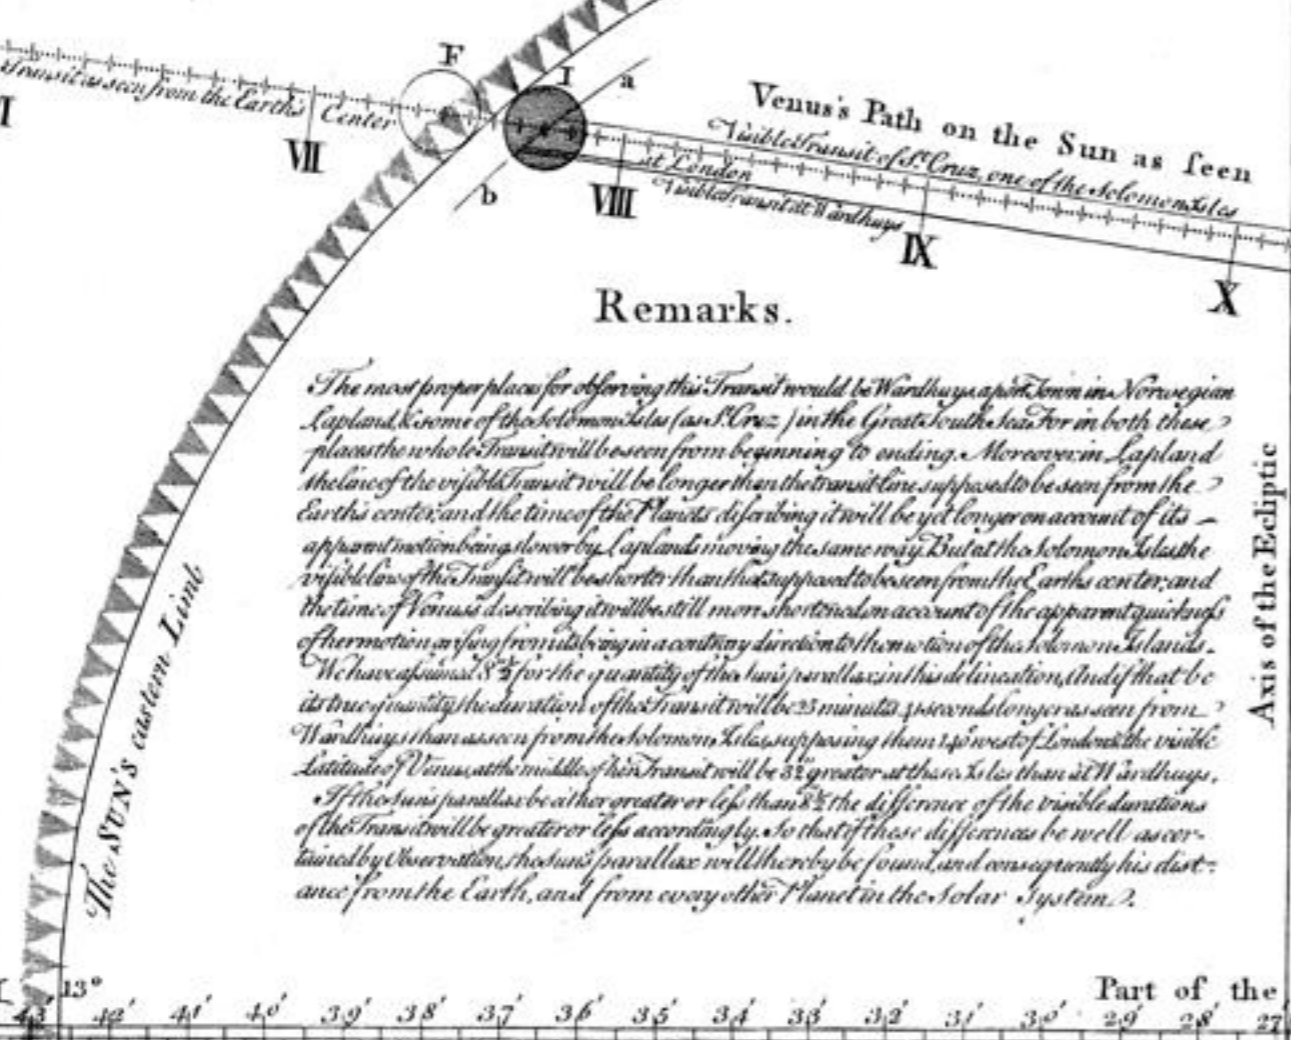 F
I
a
b
Transit as seen from the Earth's Center
I
VII
VIII
IX
X
Venus's Path on the Sun as ſeen
Visible Transit of St. Cruz, one of the Solomon Isles
at London
Visible Transit at Wardhuys
Remarks.
The most proper place for obſerving this Transit would be Wardhuys, a port Town in Norwegian
Lapland, & some of the Solomon Isles (as St. Cruz) in the Great South Sea. For in both these
places the whole Transit will be seen from beginning to ending. Moreover, in Lapland
the line of the visible Transit will be longer than the transit-line supposed to be seen from the
Earth's center; and the time of the Planet's describing it will be yet longer on account of its
apparent motion being slower by Lapland's moving the same way. But at the Solomon Isles the
visible line of the Tranſit will be shorter than that supposed to be seen from the Earth's center; and
the time of Venus's describing it will be still more shortened on account of the apparent quickneſs
of her motion ariſing from its being in a contrary direction to the motion of the Solomon Islands.
We have aſsumed 8"½ for the quantity of the Sun's parallax in this delineation, And if that be
its true quantity, the duration of the Transit will be minutes seconds longer as seen from
Wardhuys than as seen from the Solomon Isles, supposing them west of London & the visible
Latitude of Venus, at the middle of her Transit will be greater at these Isles than at Wardhuys.
If the Sun's parallax be either greater or leſs than 8"½ the difference of the visible durations
of the Transit will be greater or leſs accordingly. So that if these differences be well ascer-
tained by Observation, the Sun's parallax will thereby be found, and consequently his dist-
ance from the Earth, and from every other Planet in the Solar System.
The SUN's eastern Limb
Axis of the Ecliptic
Part of the
13°
43' 42' 41' 40' 39' 38' 37' 36' 35' 34' 33' 32' 31' 30' 29' 28' 27